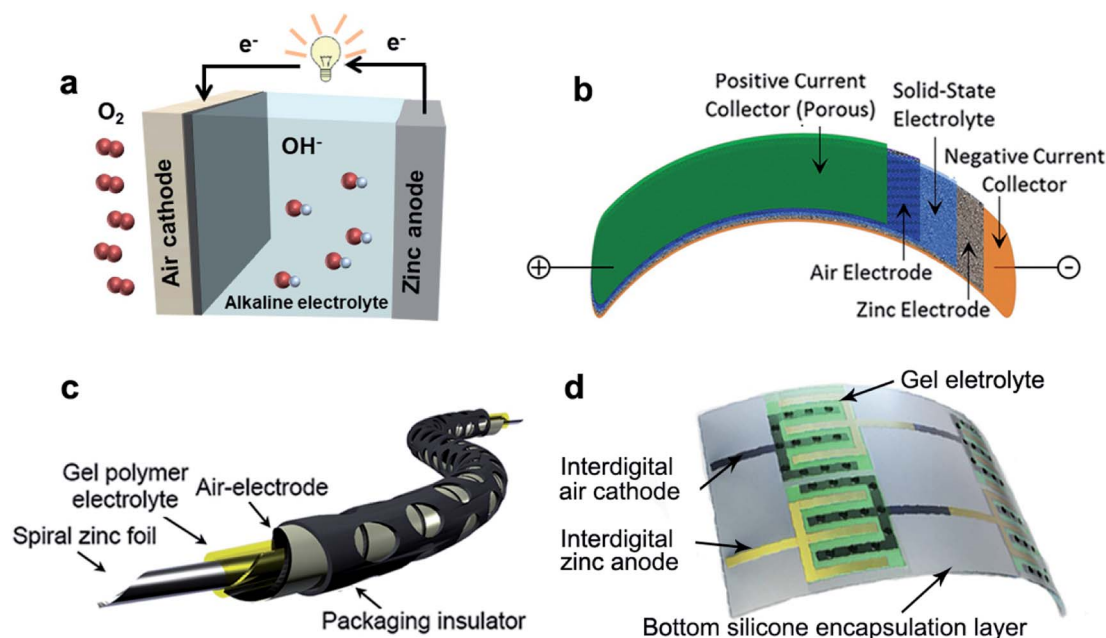 a
e-
e-
O2
OH-
Air cathode
Zinc anode
Alkaline electrolyte
b
Positive Current
Collector (Porous)
Solid-State
Electrolyte
Negative Current
Collector
+
-
Air Electrode
Zinc Electrode
c
Gel polymer
electrolyte
Air-electrode
Spiral zinc foil
Packaging insulator
d
Gel eletrolyte
Interdigital
air cathode
Interdigital
zinc anode
Bottom silicone encapsulation layer